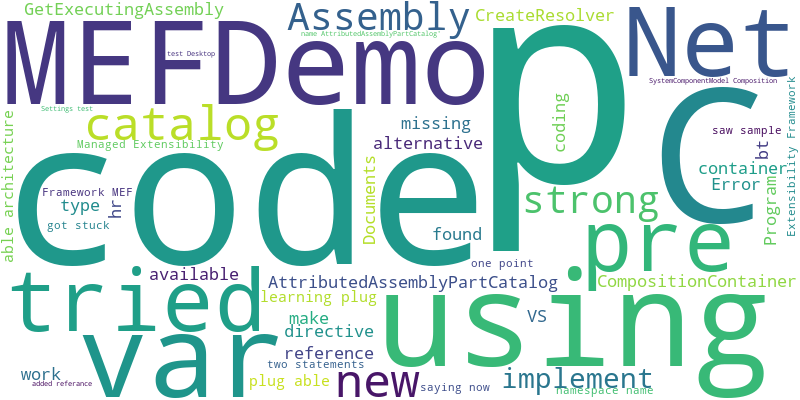 GetExecutingAssembly
Assembly
CreateResolver
Net
MEFDemo
name AttributedAssemblyPartCatalog
test Desktop
p
SystemComponentModel Composition
C
Settings test
catalog
Managed Extensibility
able architecture
missing
alternative
coding
saw sample
bt
container
Error
Extensibility Framework
code
Framework MEF
type
hr
got stuck
Documents
strong
found
Program
pre
available
one point
tried
AttributedAssemblyPartCatalog
CompositionContainer
learning plug
using
make
directive
VS
var
reference
two statements
work
added referance
plug able
new
saying now
implement
namespace name